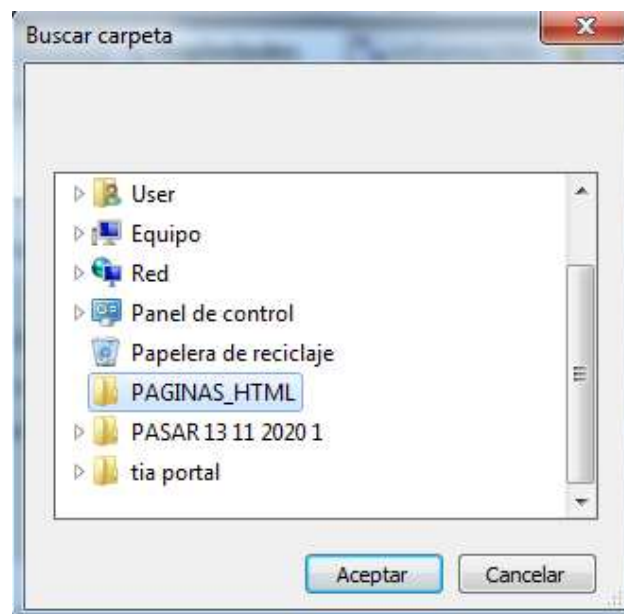 Buscar carpeta
User
Equipo
Red
Panel de control
Papelera de reciclaje
PAGINAS_HTML
PASAR 13 11 2020 1
tia portal
Aceptar
Cancelar